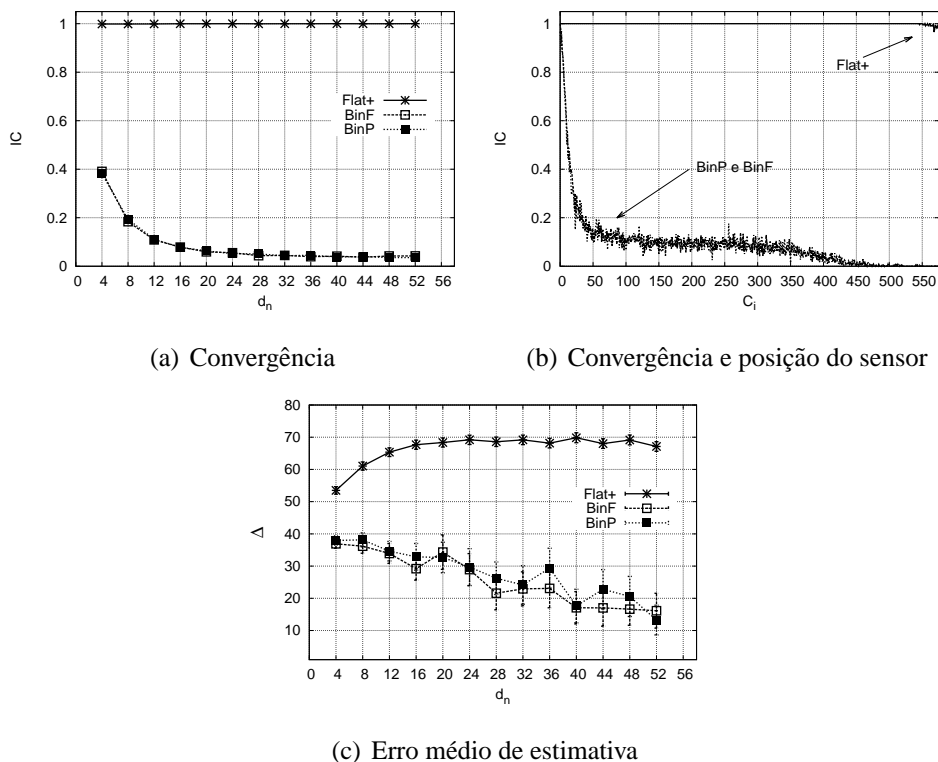 IC
1
0.8
0.6
0.4
0.2
0
Flat+
BinF
BinP
0 4 8 12 16 20 24 28 32 36 40 44 48 52 56
d_n
(a) Convergência
IC
1
0.8
0.6
0.4
0.2
0
Flat+
BinP e BinF
0 50 100 150 200 250 300 350 400 450 500 550
C_i
(b) Convergência e posição do sensor
Δ
80
70
60
50
40
30
20
10
Flat+
BinF
BinP
0 4 8 12 16 20 24 28 32 36 40 44 48 52 56
d_n
(c) Erro médio de estimativa